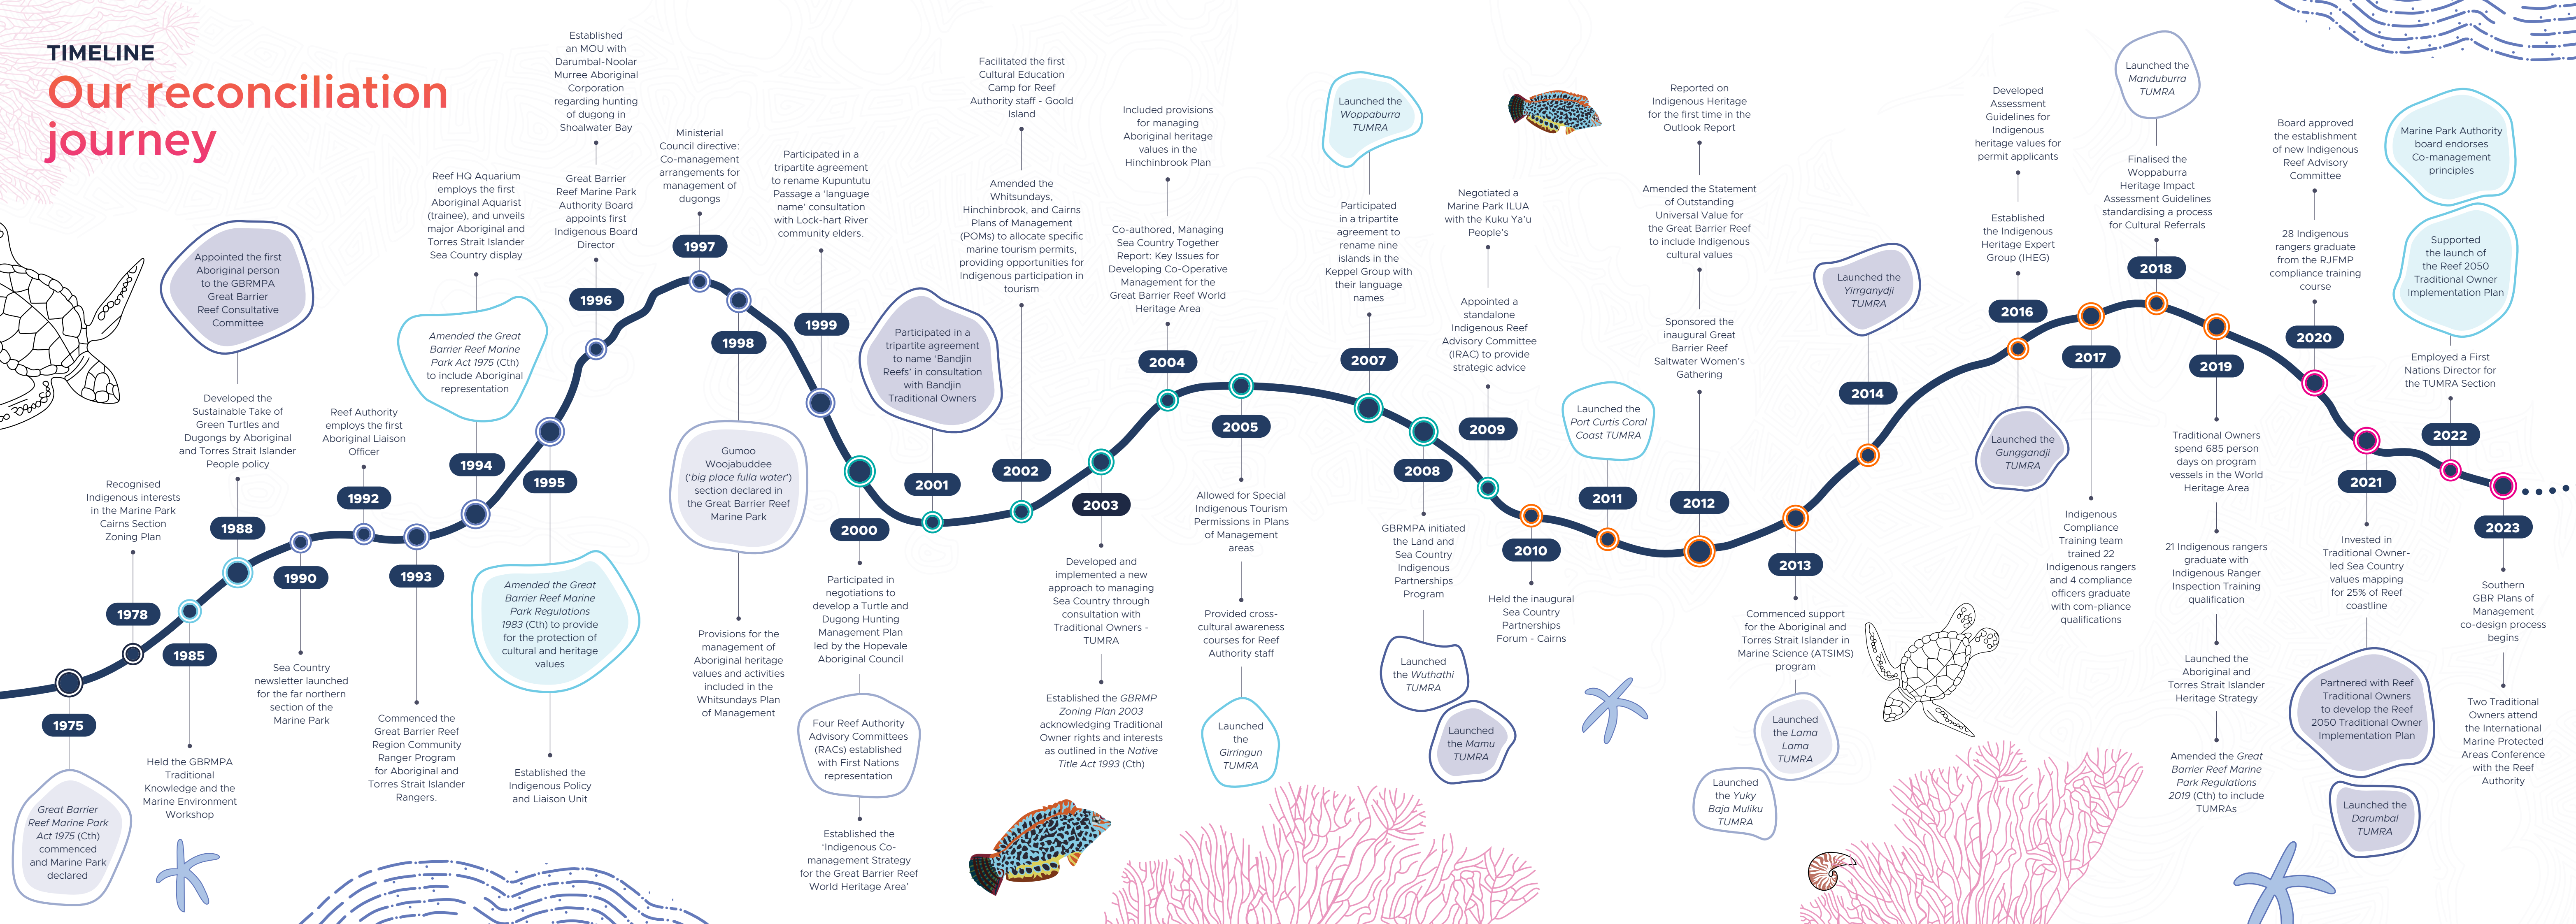 TIMELINE
Our reconciliation
journey
1975
Great Barrier
Reef Marine Park
Act 1975 (Cth)
commenced
and Marine Park
declared
Recognised
Indigenous interests
in the Marine Park
Cairns Section
Zoning Plan
1978
1985
Held the GBRMPA
Traditional
Knowledge and the
Marine Environment
Workshop
Appointed the first
Aboriginal person
to the GBRMPA
Great Barrier
Reef Consultative
Committee
Developed the
Sustainable Take of
Green Turtles and
Dugongs by Aboriginal
and Torres Strait Islander
People policy
1988
1990
Sea Country
newsletter launched
for the far northern
section of the
Marine Park
Reef Authority
employs the first
Aboriginal Liaison
Officer
1992
1993
Commenced the
Great Barrier Reef
Region Community
Ranger Program
for Aboriginal and
Torres Strait Islander
Rangers.
Reef HQ Aquarium
employs the first
Aboriginal Aquarist
(trainee), and unveils
major Aboriginal and
Torres Strait Islander
Sea Country display
Amended the Great
Barrier Reef Marine
Park Act 1975 (Cth)
to include Aboriginal
representation
1994
1995
Amended the Great
Barrier Reef Marine
Park Regulations
1983 (Cth) to provide
for the protection of
cultural and heritage
values
Established the
Indigenous Policy
and Liaison Unit
Established
an MOU with
Darumbal-Noolar
Murree Aboriginal
Corporation
regarding hunting
of dugong in
Shoalwater Bay
Great Barrier
Reef Marine Park
Authority Board
appoints first
Indigenous Board
Director
1996
Ministerial
Council directive:
Co-management
arrangements for
management of
dugongs
1997
1998
Gumoo
Woojabuddee
('big place fulla water')
section declared in
the Great Barrier Reef
Marine Park
Provisions for the
management of
Aboriginal heritage
values and activities
included in the
Whitsundays Plan
of Management
Participated in a
tripartite agreement
to rename Kupuntutu
Passage a 'language
name' consultation
with Lock-hart River
community elders.
1999
2000
Participated in
negotiations to
develop a Turtle and
Dugong Hunting
Management Plan
led by the Hopevale
Aboriginal Council
Four Reef Authority
Advisory Committees
(RACs) established
with First Nations
representation
Established the
'Indigenous Co-
management Strategy
for the Great Barrier Reef
World Heritage Area'
Participated in a
tripartite agreement
to name 'Bandjin
Reefs' in consultation
with Bandjin
Traditional Owners
2001
Facilitated the first
Cultural Education
Camp for Reef
Authority staff - Goold
Island
Amended the
Whitsundays,
Hinchinbrook, and Cairns
Plans of Management
(POMs) to allocate specific
marine tourism permits,
providing opportunities for
Indigenous participation in
tourism
2002
2003
Developed and
implemented a new
approach to managing
Sea Country through
consultation with
Traditional Owners -
TUMRA
Established the GBRMP
Zoning Plan 2003
acknowledging Traditional
Owner rights and interests
as outlined in the Native
Title Act 1993 (Cth)
Included provisions
for managing
Aboriginal heritage
values in the
Hinchinbrook Plan
Co-authored, Managing
Sea Country Together
Report: Key Issues for
Developing Co-Operative
Management for the
Great Barrier Reef World
Heritage Area
2004
2005
Allowed for Special
Indigenous Tourism
Permissions in Plans
of Management
areas
Provided cross-
cultural awareness
courses for Reef
Authority staff
Launched
the
Girringun
TUMRA
Launched the
Woppaburra
TUMRA
Participated
in a tripartite
agreement to
rename nine
islands in the
Keppel Group with
their language
names
2007
2008
GBRMPA initiated
the Land and
Sea Country
Indigenous
Partnerships
Program
Launched
the Wuthathi
TUMRA
Launched
the Mamu
TUMRA
Negotiated a
Marine Park ILUA
with the Kuku Ya'u
People's
Appointed a
standalone
Indigenous Reef
Advisory Committee
(IRAC) to provide
strategic advice
2009
2010
Held the inaugural
Sea Country
Partnerships
Forum - Cairns
Launched the
Port Curtis Coral
Coast TUMRA
2011
Reported on
Indigenous Heritage
for the first time in the
Outlook Report
Amended the Statement
of Outstanding
Universal Value for
the Great Barrier Reef
to include Indigenous
cultural values
Sponsored the
inaugural Great
Barrier Reef
Saltwater Women's
Gathering
2012
2013
Commenced support
for the Aboriginal and
Torres Strait Islander in
Marine Science (ATSIMS)
program
Launched
the Lama
Lama
TUMRA
Launched
the Yuky
Baja Muliku
TUMRA
Launched the
Yirrganydji
TUMRA
2014
Developed
Assessment
Guidelines for
Indigenous
heritage values for
permit applicants
Established
the Indigenous
Heritage Expert
Group (IHEG)
2016
Launched the
Gunggandji
TUMRA
2017
Indigenous
Compliance
Training team
trained 22
Indigenous rangers
and 4 compliance
officers graduate
with com-pliance
qualifications
Launched the
Manduburra
TUMRA
Finalised the
Woppaburra
Heritage Impact
Assessment Guidelines
standardising a process
for Cultural Referrals
2018
2019
Traditional Owners
spend 685 person
days on program
vessels in the World
Heritage Area
21 Indigenous rangers
graduate with
Indigenous Ranger
Inspection Training
qualification
Launched the
Aboriginal and
Torres Strait Islander
Heritage Strategy
Amended the Great
Barrier Reef Marine
Park Regulations
2019 (Cth) to include
TUMRAs
Board approved
the establishment
of new Indigenous
Reef Advisory
Committee
28 Indigenous
rangers graduate
from the RJFMP
compliance training
course
2020
2021
Invested in
Traditional Owner-
led Sea Country
values mapping
for 25% of Reef
coastline
Partnered with Reef
Traditional Owners
to develop the Reef
2050 Traditional Owner
Implementation Plan
Launched the
Darumbal
TUMRA
Marine Park Authority
board endorses
Co-management
principles
Supported
the launch of
the Reef 2050
Traditional Owner
Implementation Plan
Employed a First
Nations Director for
the TUMRA Section
2022
2023
Southern
GBR Plans of
Management
co-design process
begins
Two Traditional
Owners attend
the International
Marine Protected
Areas Conference
with the Reef
Authority